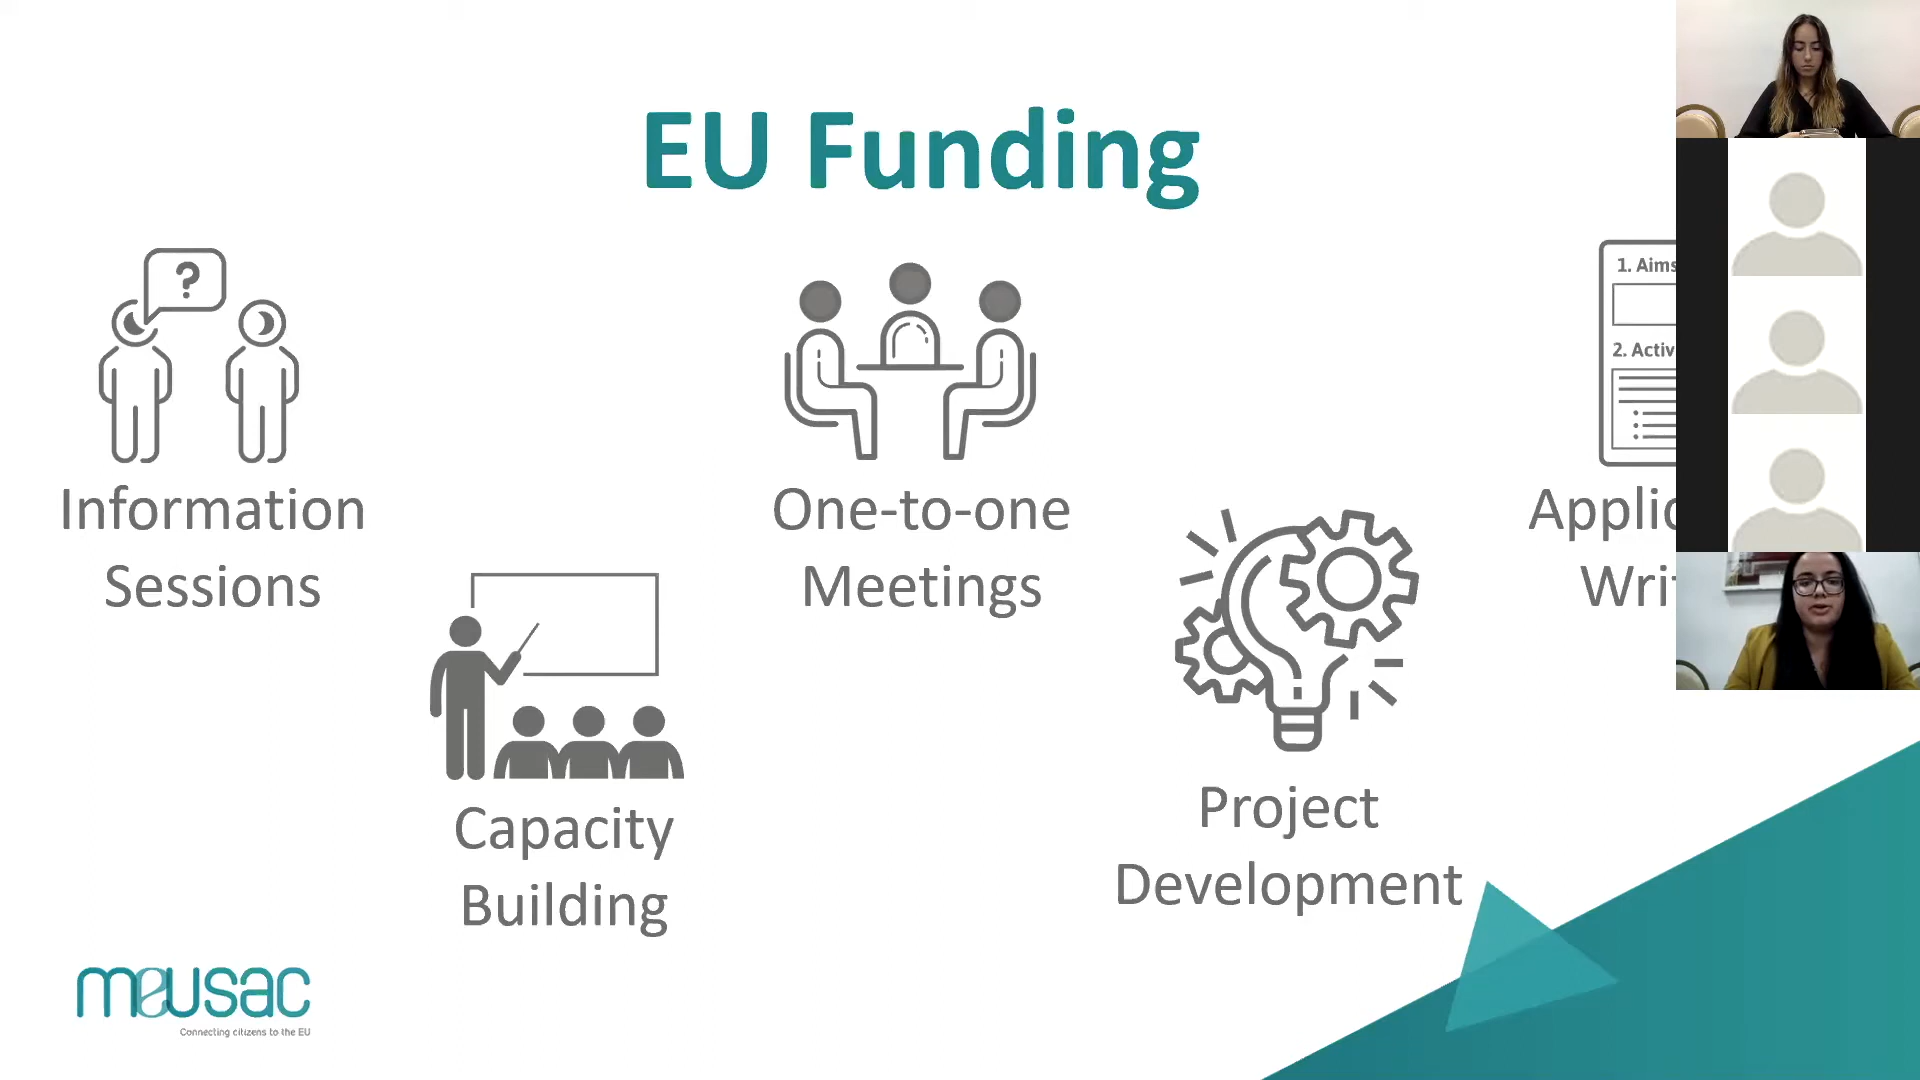 EU Funding
?
Information
Sessions
Capacity
Building
One-to-one
Meetings
Project
Development
1. Aims
2. Activ
Applic
Wri
meusac
Connecting citizens to the EU